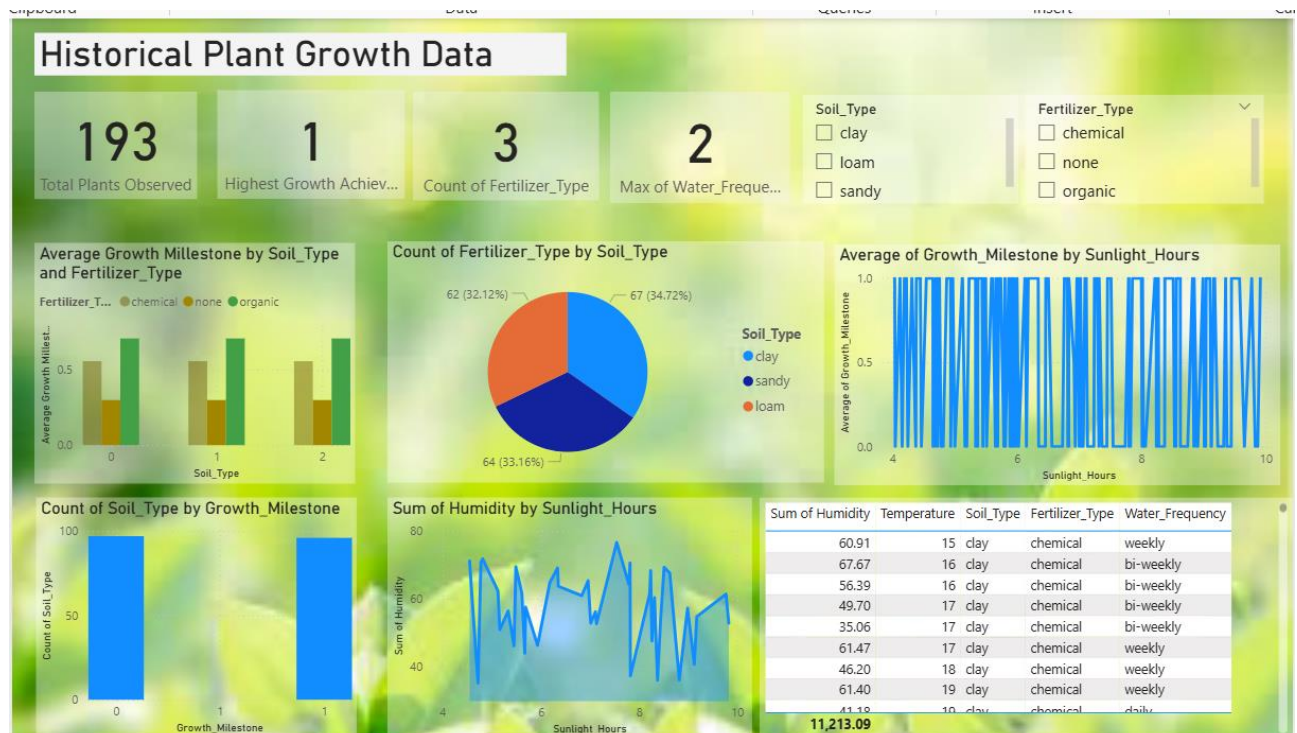 Clipboard
Data
Queries
Insert
Historical Plant Growth Data
193
Total Plants Observed
1
Highest Growth Achiev...
3
Count of Fertilizer_Type
2
Max of Water_Freque...
Soil_Type
clay
loam
sandy
Fertilizer_Type
chemical
none
organic
Average Growth Millestone by Soil_Type
and Fertilizer_Type
Fertilizer_T... chemical none organic
Average Growth Millest...
0.5
0.0
0 1 2
Soil_Type
Count of Fertilizer_Type by Soil_Type
62 (32.12%)
67 (34.72%)
64 (33.16%)
Soil_Type
clay
sandy
loam
Average of Growth_Milestone by Sunlight_Hours
Average of Growth_Milestone
1.0
0.5
0.0
4 6 8 10
Sunlight_Hours
Count of Soil_Type by Growth_Milestone
Count of Soil_Type
100
50
0
0 1 1
Growth_Milestone
Sum of Humidity by Sunlight_Hours
Sum of Humidity
80
60
40
4 6 8 10
Sunlight_Hours
Sum of Humidity Temperature Soil_Type Fertilizer_Type Water_Frequency
60.91 15 clay chemical weekly
67.67 16 clay chemical bi-weekly
56.39 16 clay chemical bi-weekly
49.70 17 clay chemical bi-weekly
35.06 17 clay chemical bi-weekly
61.47 17 clay chemical weekly
46.20 18 clay chemical weekly
61.40 19 clay chemical weekly
41.18 19 clay chemical daily
11,213.09